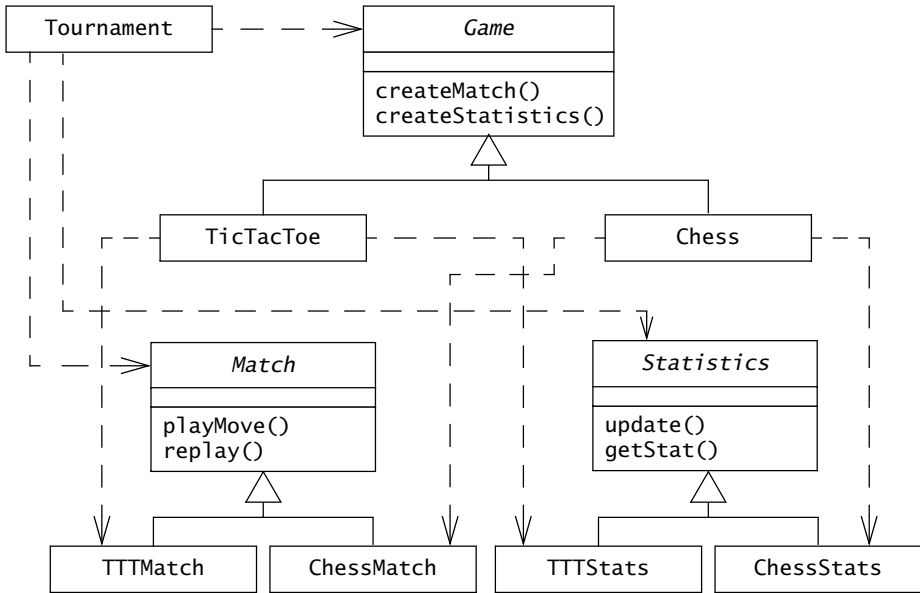 Tournament
Game
createMatch()
createStatistics()
TicTacToe
Chess
Match
playMove()
replay()
Statistics
update()
getStat()
TTTMatch
ChessMatch
TTTStats
ChessStats